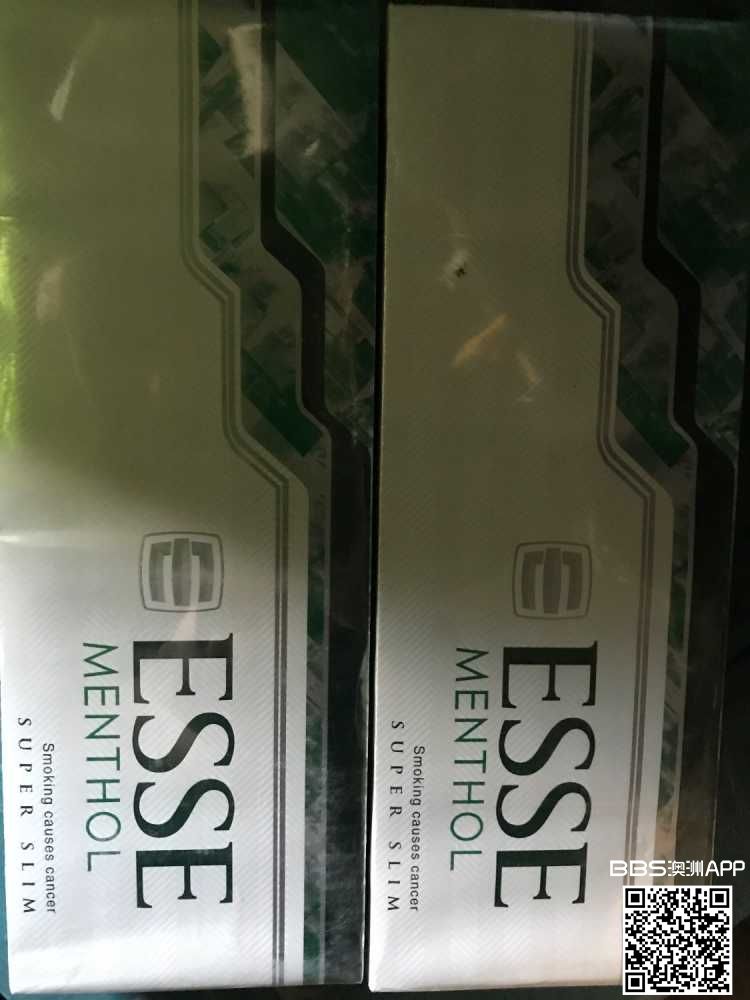 ESSE
MENTHOL
Smoking causes cancer
SUPER SLIM
ESSE
MENTHOL
Smoking causes cancer
SUPER SLIM
BBS澳洲APP